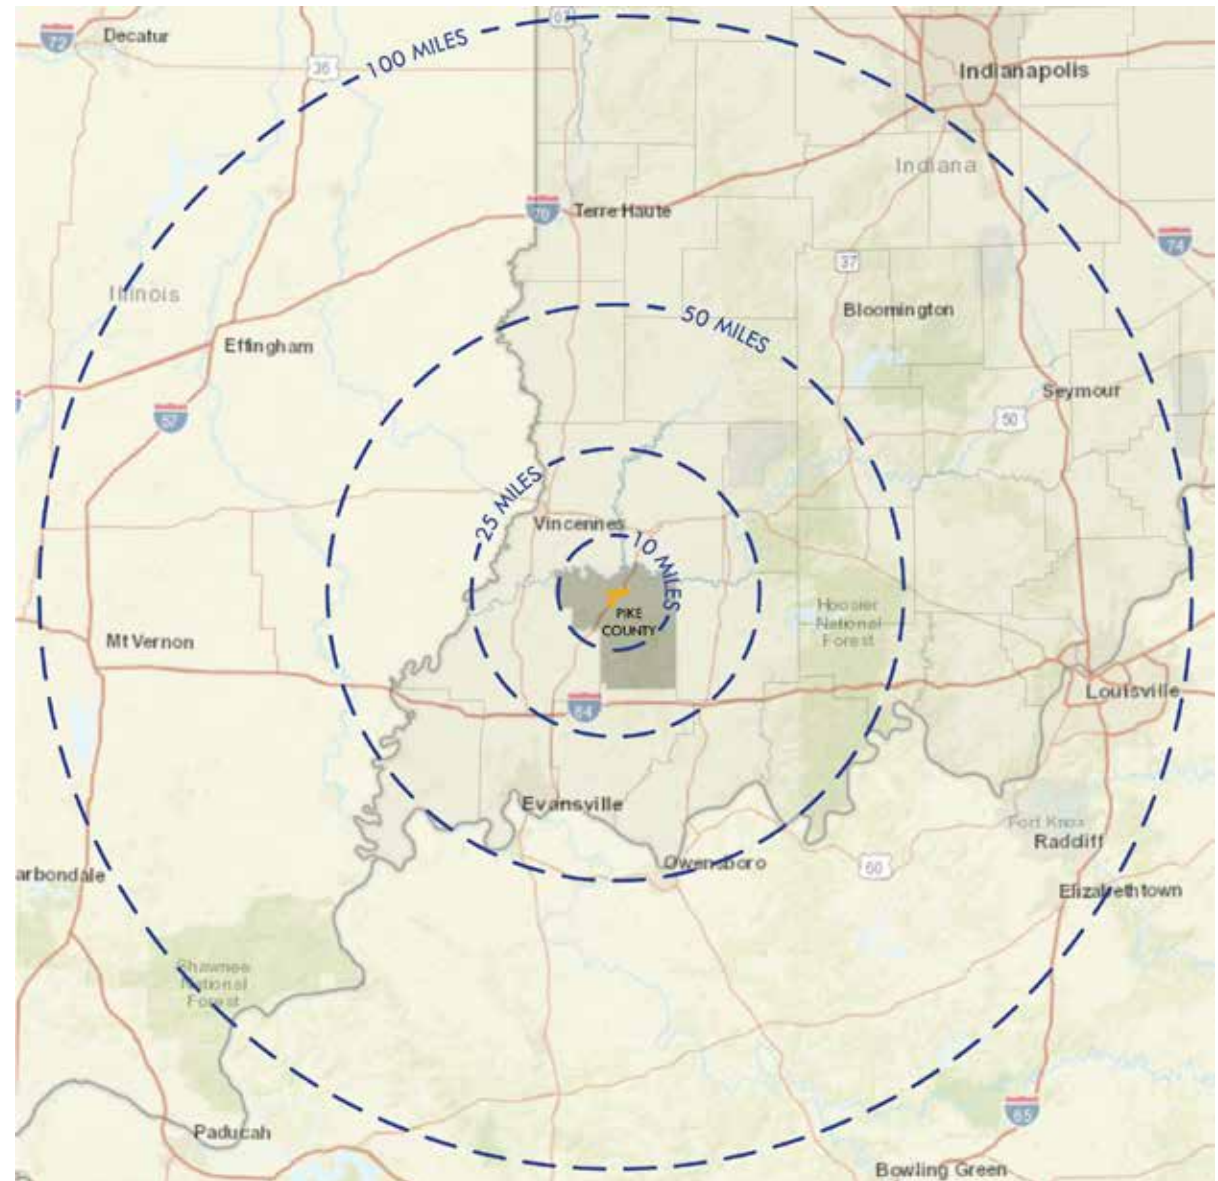 67
72
Decatur
36
100 MILES
Indianapolis
Indiana
70
Terre Haute
74
37
Illinois
Bloomington
50 MILES
Effingham
Seymour
57
50
25 MILES
Vincennes
10 MILES
PIKE
COUNTY
Hoosier
National
Forest
Mt Vernon
Louisville
64
Evansville
Fort Knox
Radcliff
Owensboro
60
arbondale
Elizabethtown
Shawnee
National
Forest
65
Paducah
Bowling Green